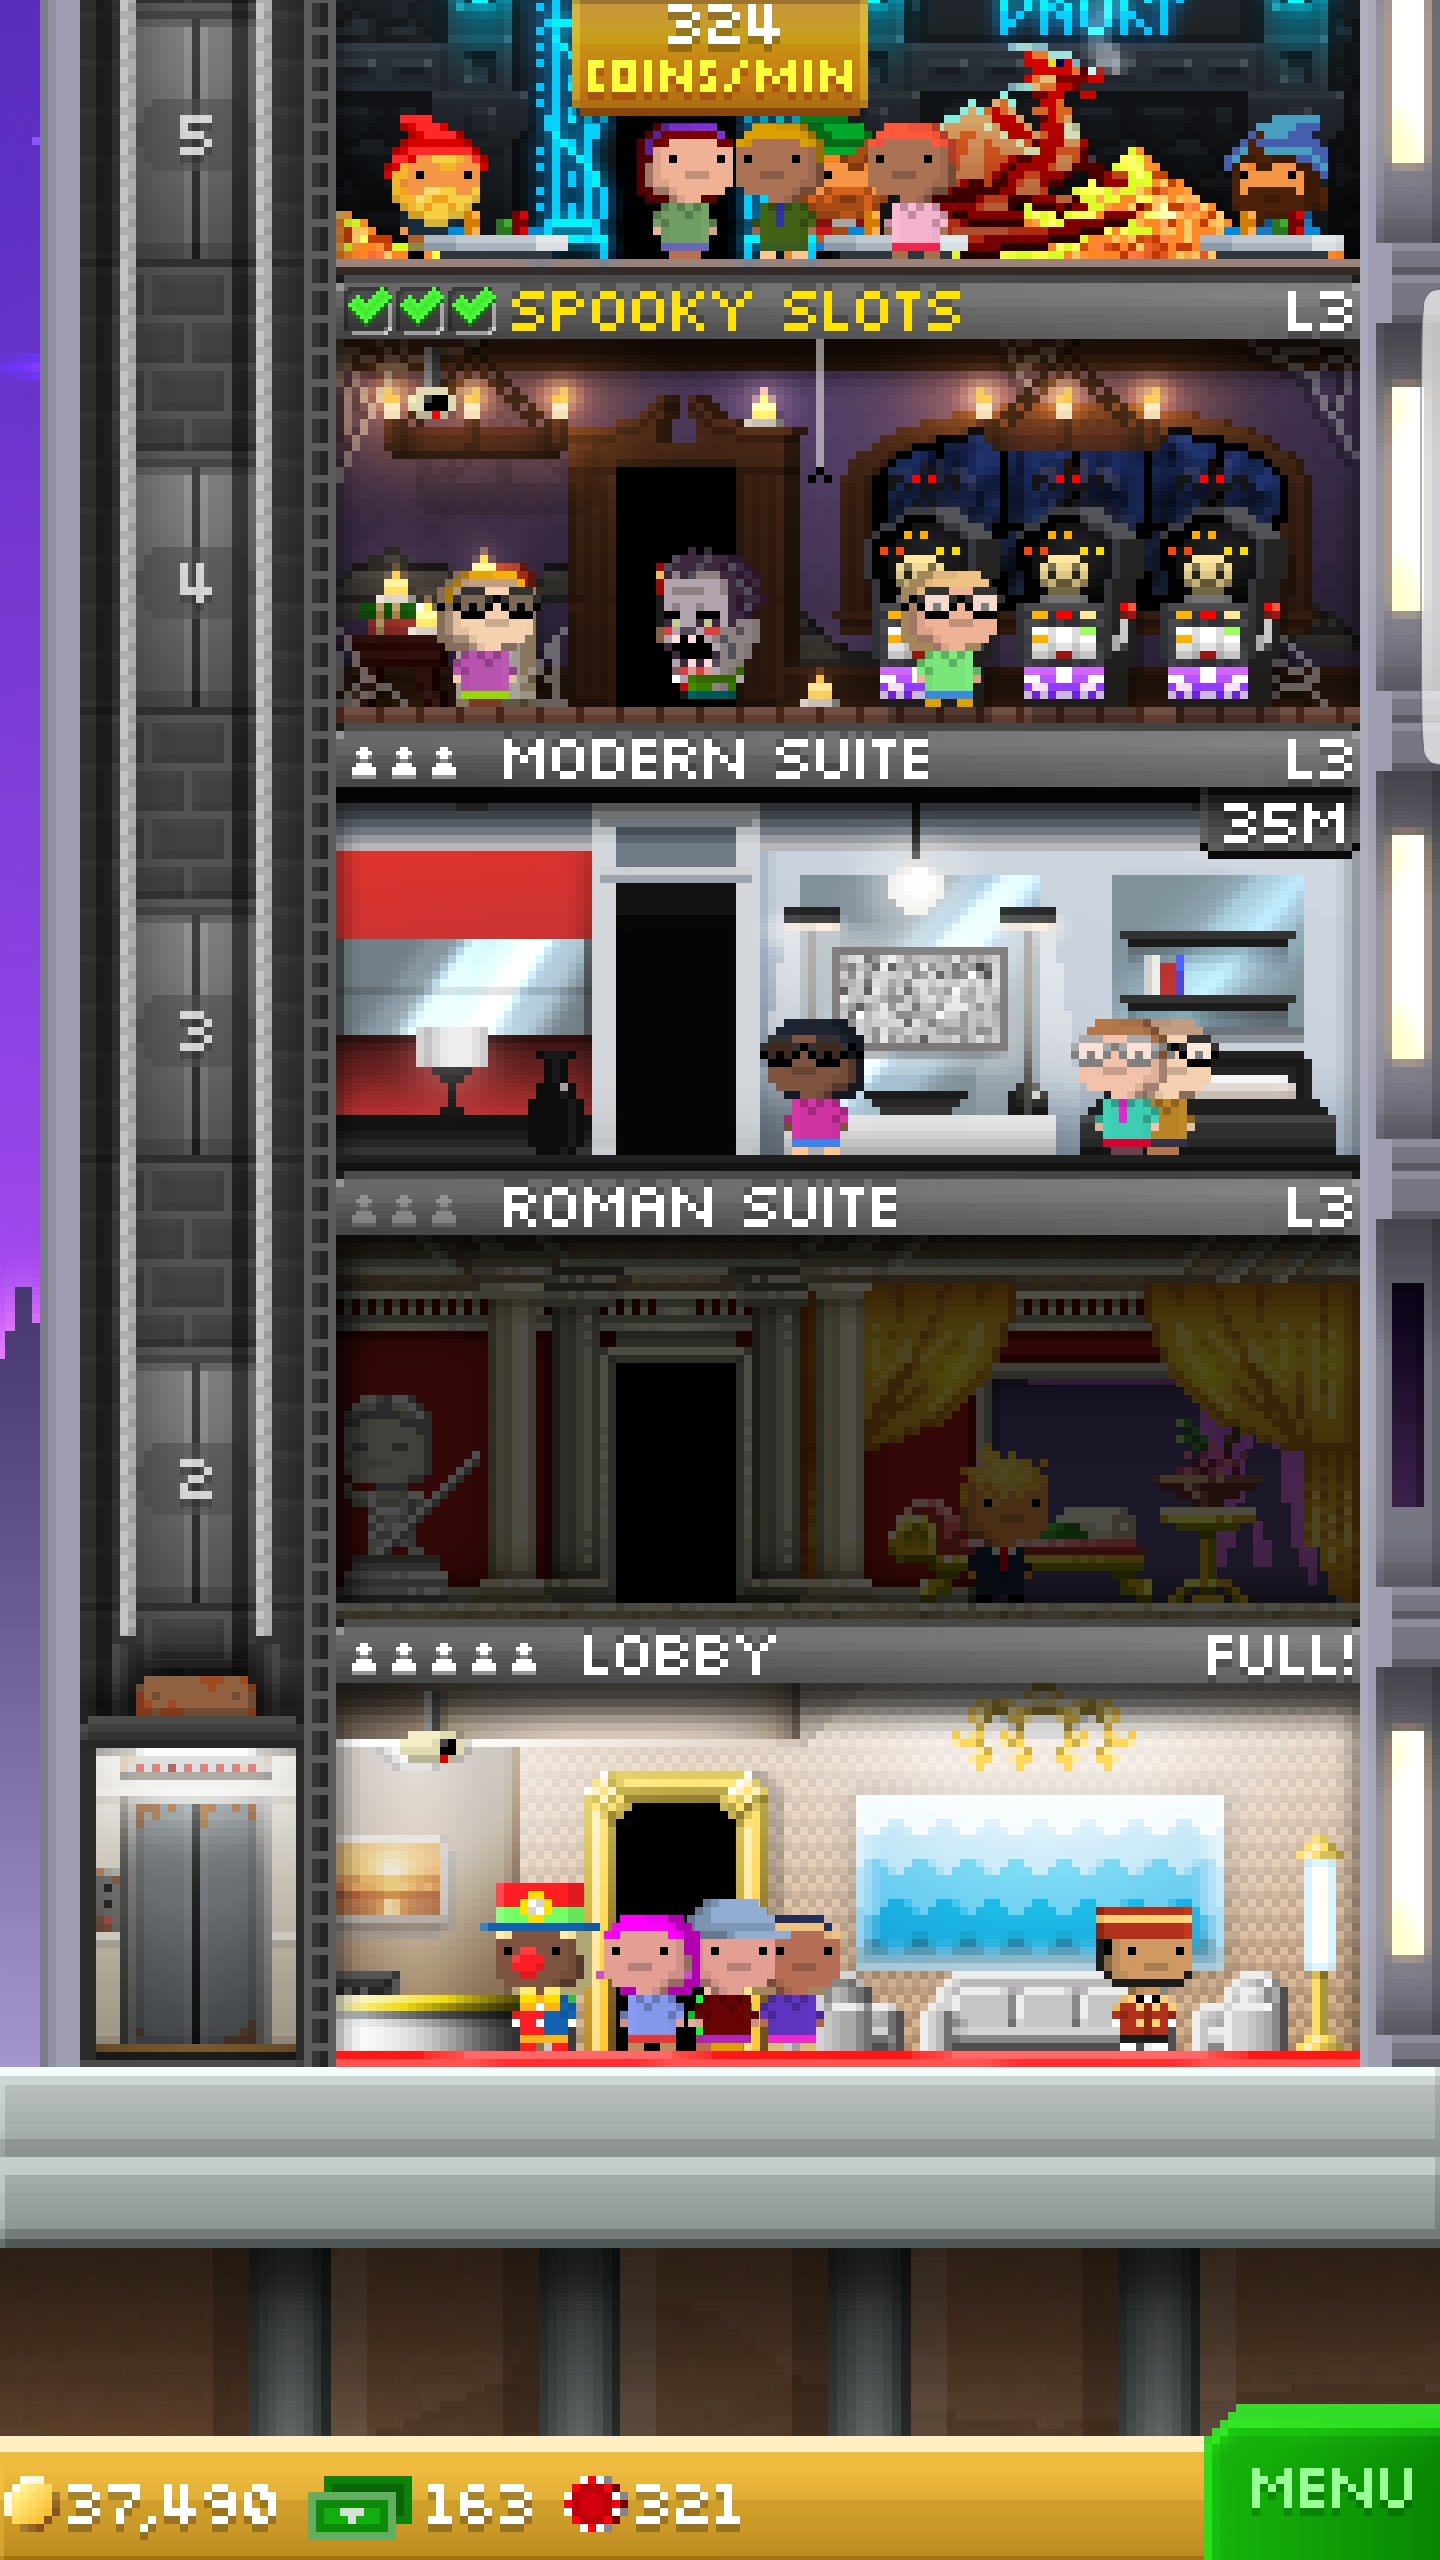 324
COINS/MIN
5
SPOOKY SLOTS L3
4
MODERN SUITE L3
35M
3
ROMAN SUITE L3
2
LOBBY FULL!
37,490 163 321
MENU